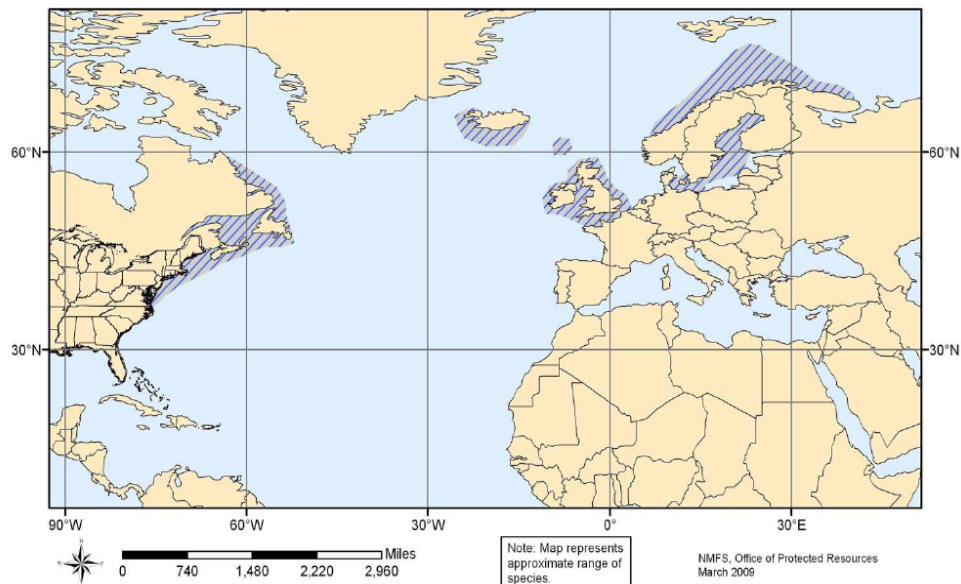 60°N
60°N
30°N
30°N
90°W
60°W
30°W
0°
30°E
Miles
0 740 1,480 2,220 2,960
Note: Map represents
approximate range of
species.
NMFS, Office of Protected Resources
March 2009